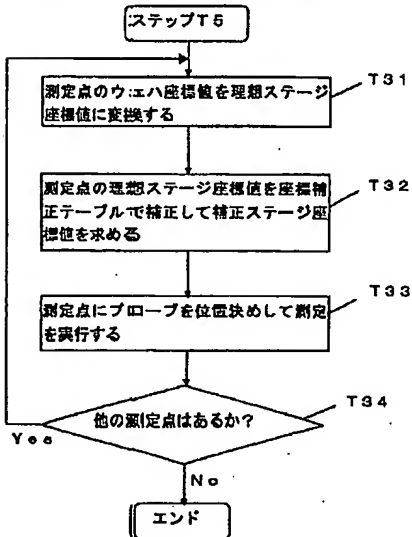 ステップT5
測定点のウェハ座標値を理想ステージ
座標値に変換する
T31
測定点の理想ステージ座標値を座標補
正テーブルで補正して補正ステージ座
標値を求める
T32
測定点にプローブを位置決めして測定
を実行する
T33
他の測定点はあるか?
T34
Yes
No
エンド